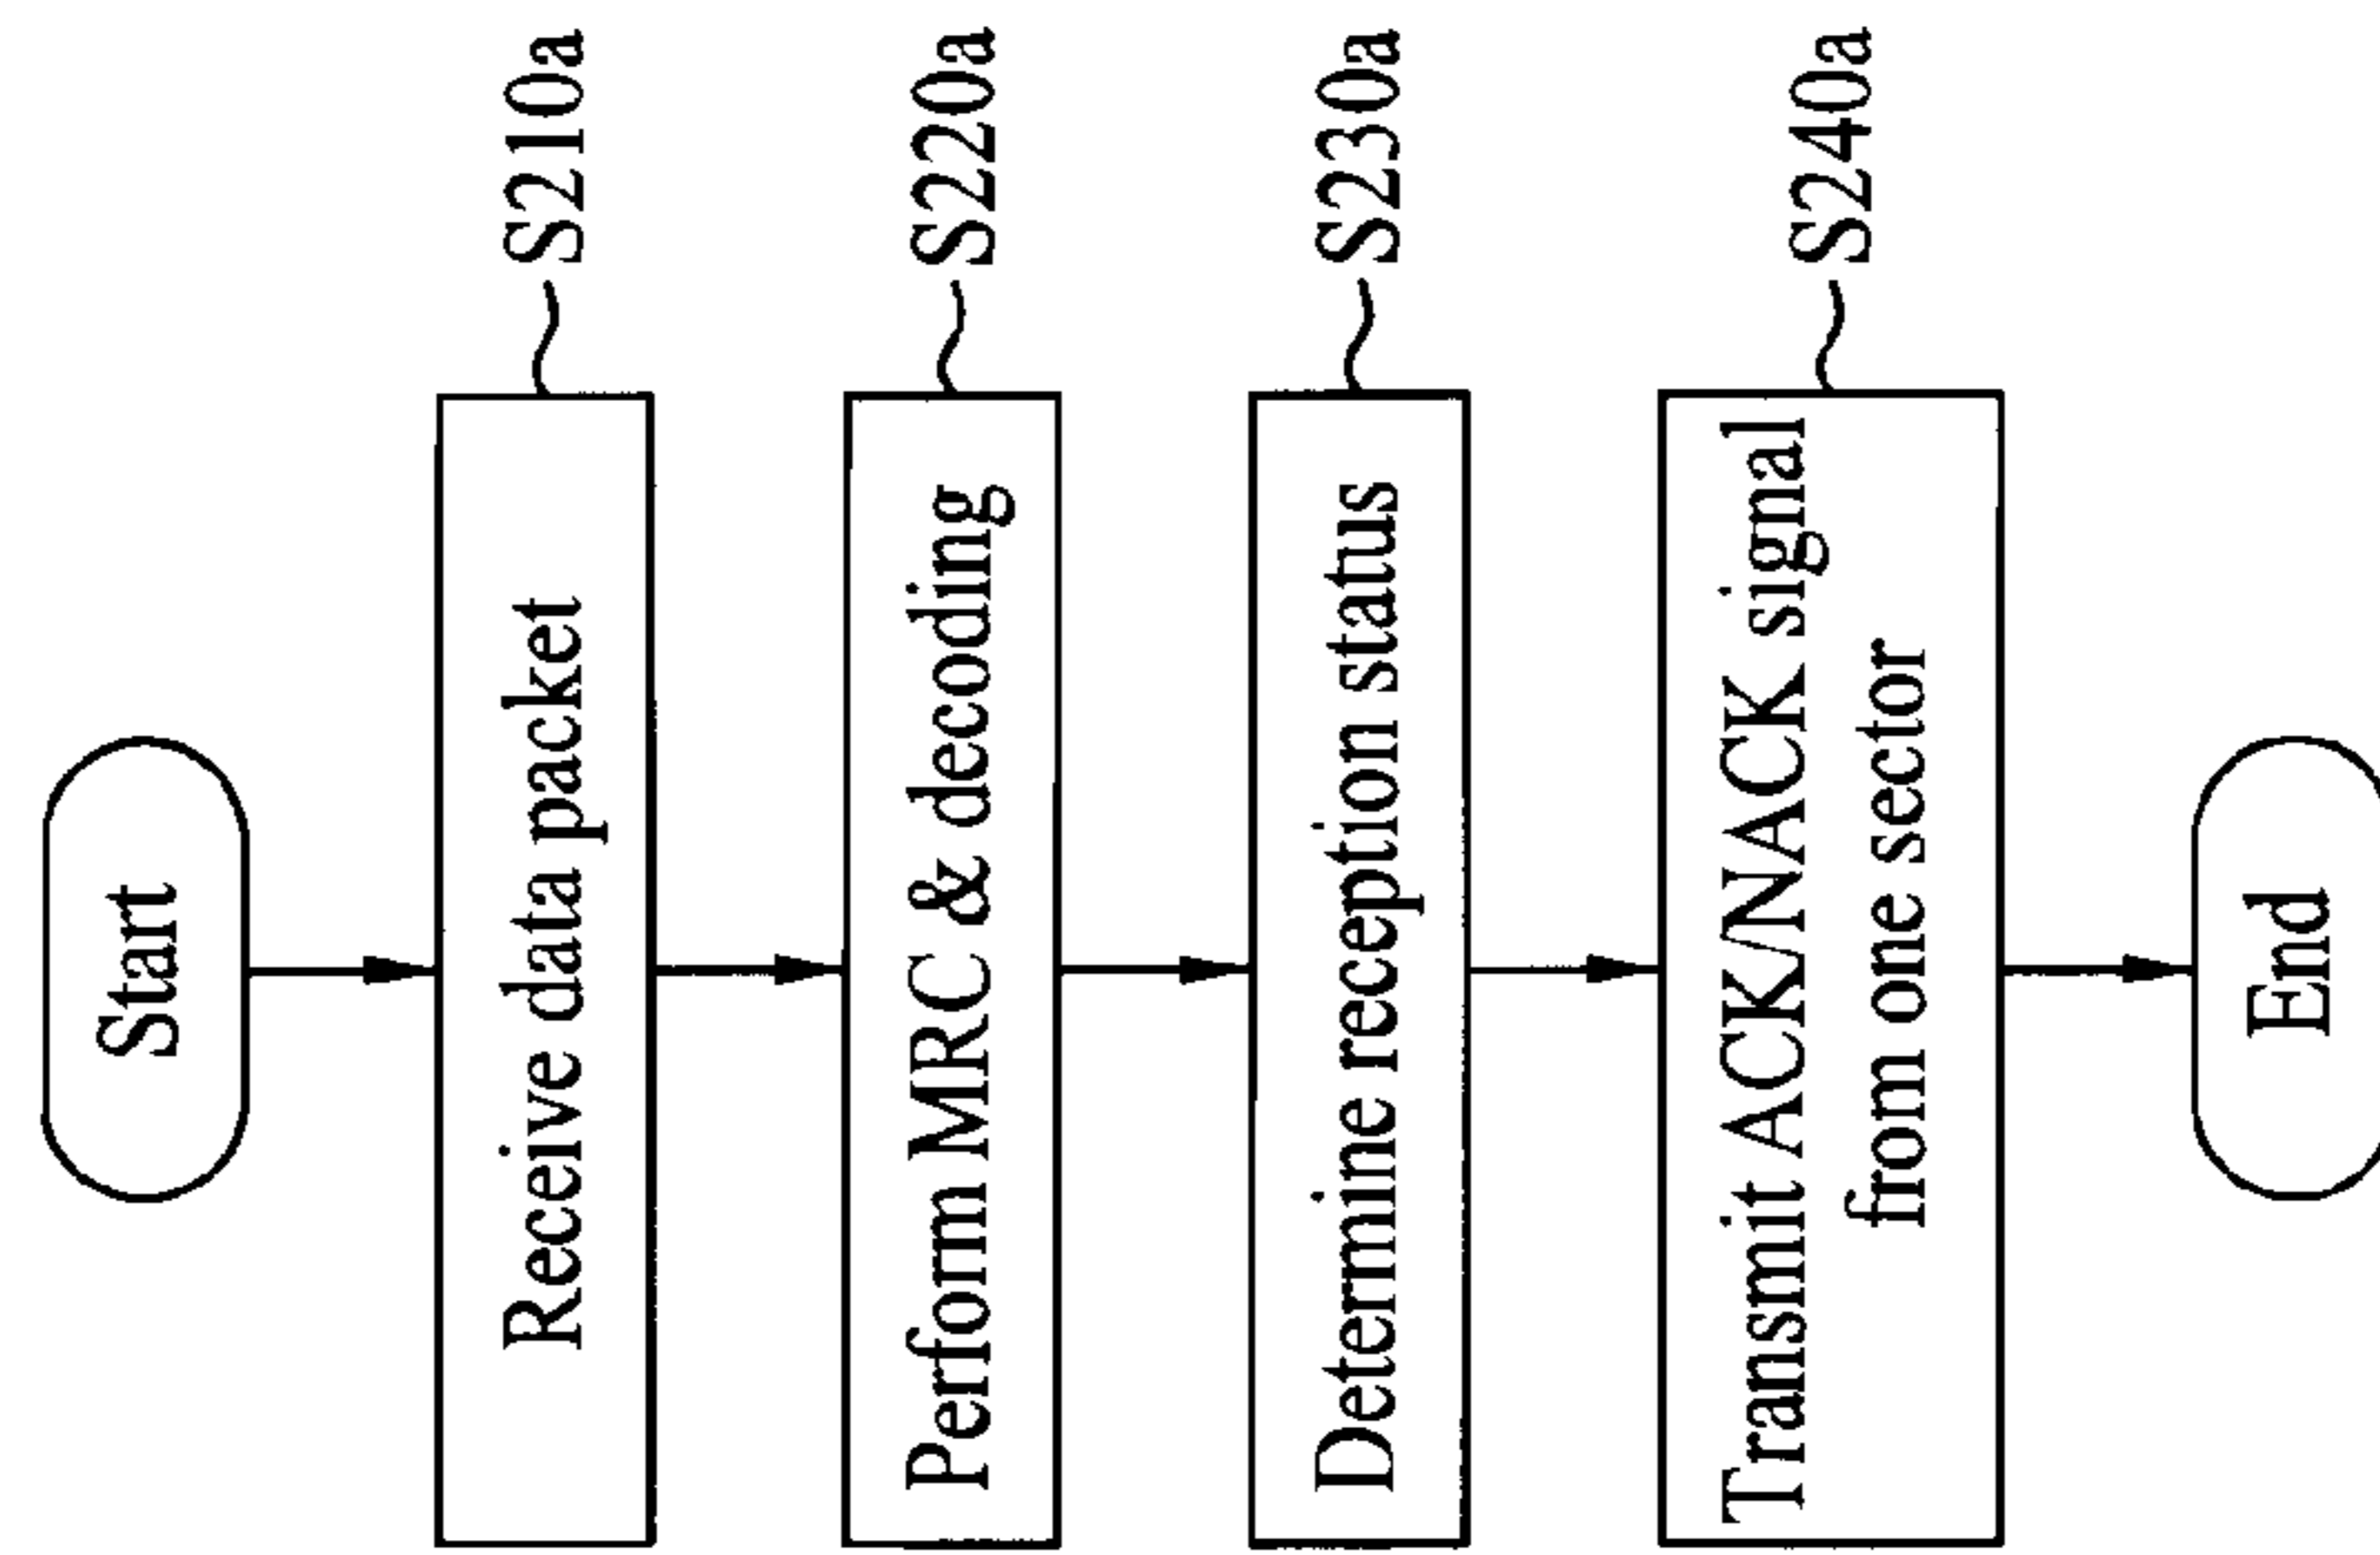 Start
Receive data packet
S210a
Perform MRC & decoding
S220a
Determine reception status
S230a
Transmit ACK/NACK signal
from one sector
S240a
End